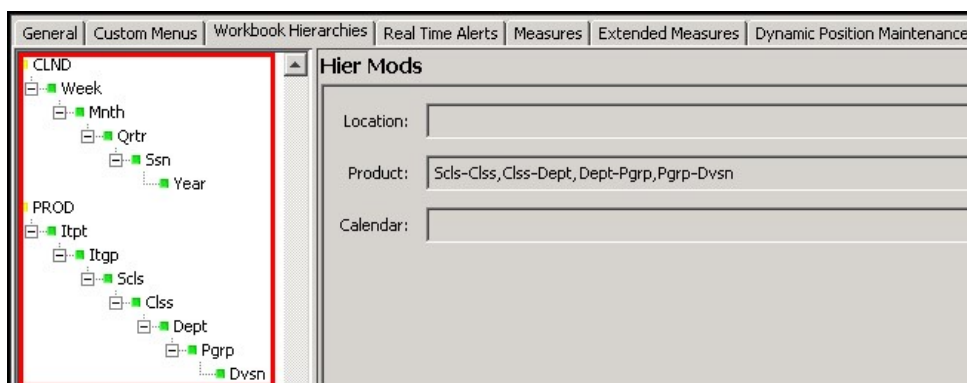 General Custom Menus Workbook Hierarchies Real Time Alerts Measures Extended Measures Dynamic Position Maintenance
CLND
Week
Mnth
Qrtr
Ssn
Year
PROD
Itpt
Itgp
Scls
Clss
Dept
Pgrp
Dvsn
Hier Mods
Location:
Product: Scls-Clss,Clss-Dept,Dept-Pgrp,Pgrp-Dvsn
Calendar: